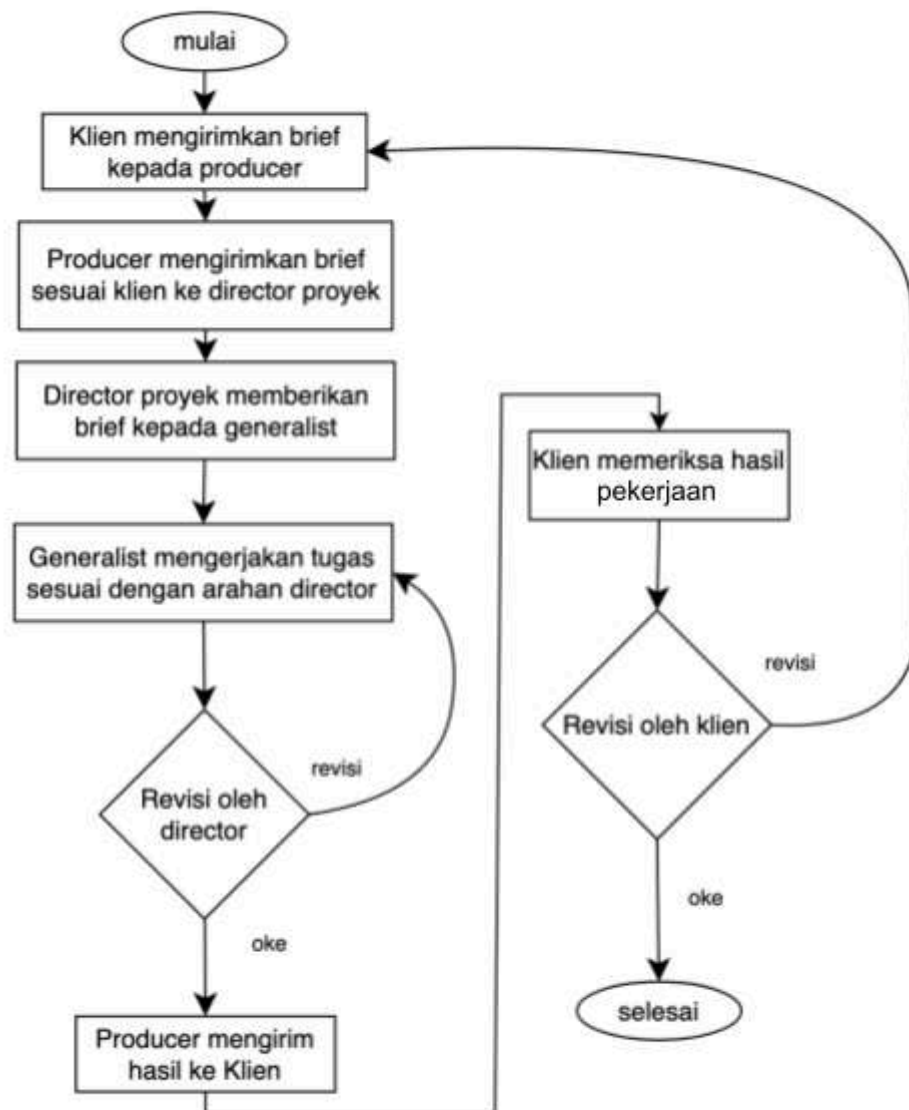 mulai
Klien mengirimkan brief
kepada producer
Producer mengirimkan brief
sesuai klien ke director proyek
Director proyek memberikan
brief kepada generalist
Generalist mengerjakan tugas
sesuai dengan arahan director
revisi
Revisi oleh
director
oke
Producer mengirim
hasil ke Klien
Klien memeriksa hasil
pekerjaan
revisi
Revisi oleh klien
oke
selesai